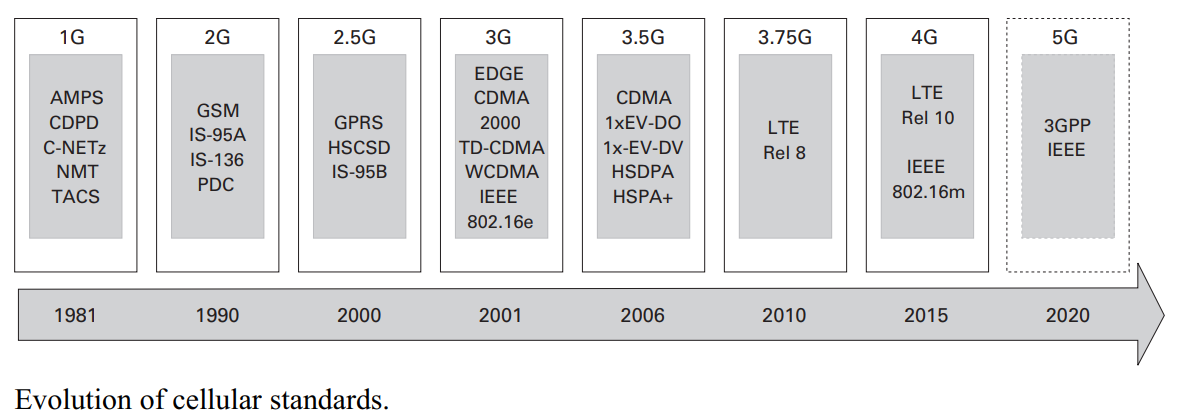 1G
AMPS
CDPD
C-NETz
NMT
TACS
2G
GSM
IS-95A
IS-136
PDC
2.5G
GPRS
HSCSD
IS-95B
3G
EDGE
CDMA
2000
TD-CDMA
WCDMA
IEEE
802.16e
3.5G
CDMA
1xEV-DO
1x-EV-DV
HSDPA
HSPA+
3.75G
LTE
Rel 8
4G
LTE
Rel 10
IEEE
802.16m
5G
3GPP
IEEE
1981 1990 2000 2001 2006 2010 2015 2020
Evolution of cellular standards.